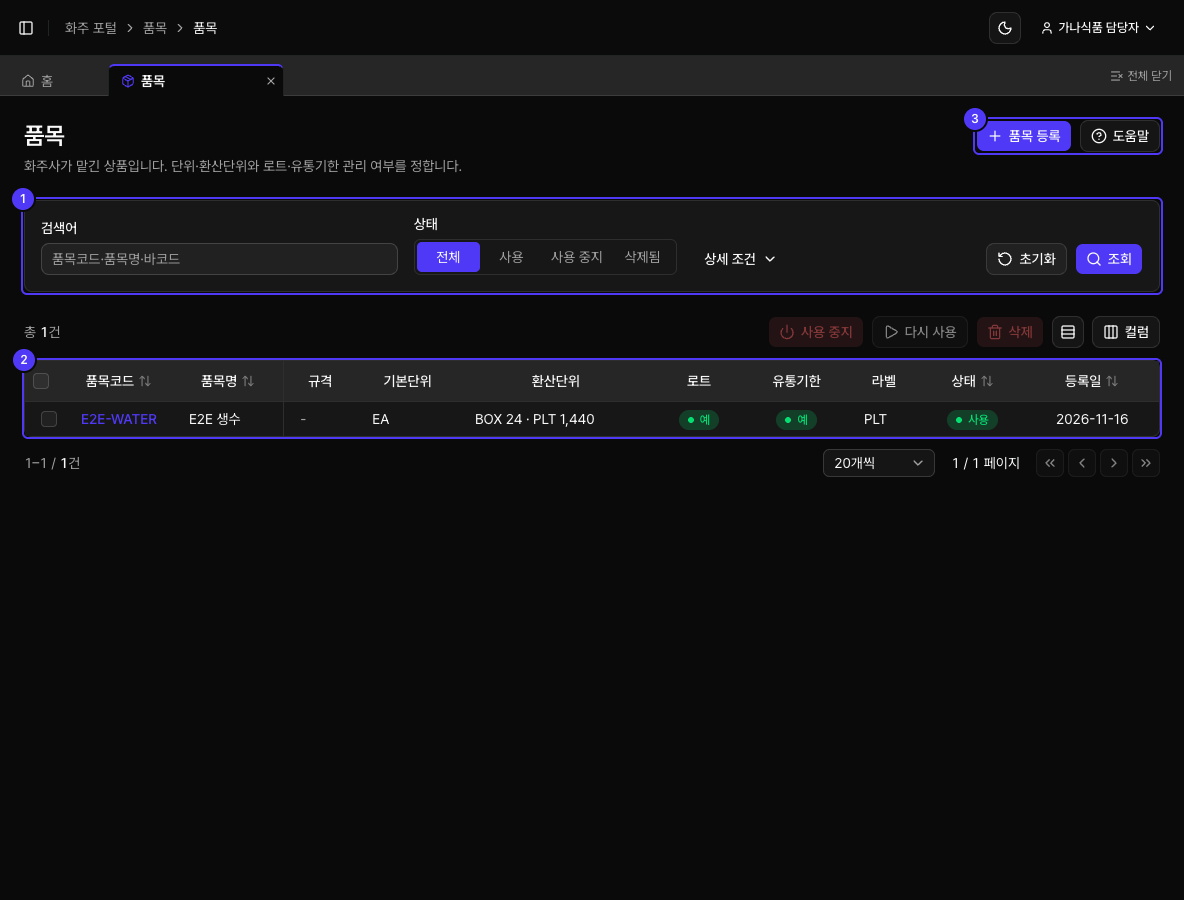 화주 포털 > 품목 > 품목
가나식품 담당자
홈
품목
전체 닫기
품목
화주사가 맡긴 상품입니다. 단위·환산단위와 로트·유통기한 관리 여부를 정합니다.
3
품목 등록
도움말
1
검색어
상태
품목코드·품목명·바코드
전체 사용 사용 중지 삭제됨
상세 조건
초기화
조회
총 1건
사용 중지
다시 사용
삭제
컬럼
2
품목코드 품목명 규격 기본단위 환산단위 로트 유통기한 라벨 상태 등록일
E2E-WATER E2E 생수 - EA BOX 24 · PLT 1,440 예 예 PLT 사용 2026-11-16
1–1 / 1건
20개씩
1 / 1 페이지